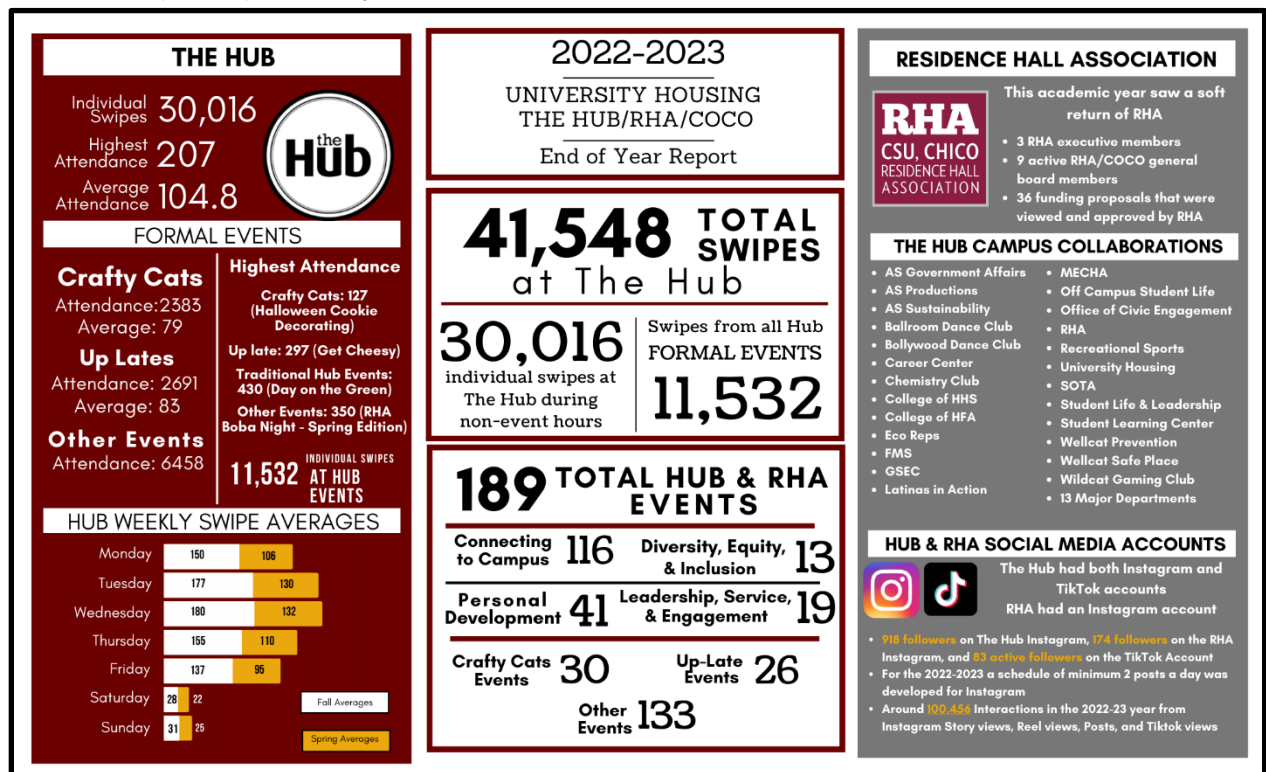 THE HUB
Individual
Swipes 30,016
Highest
Attendance 207
Average
Attendance 104.8
the
Hub
FORMAL EVENTS
Crafty Cats
Attendance:2383
Average: 79
Up Lates
Attendance: 2691
Average: 83
Other Events
Attendance: 6458
Highest Attendance
Crafty Cats: 127
(Halloween Cookie
Decorating)
Up late: 297 (Get Cheesy)
Traditional Hub Events:
430 (Day on the Green)
Other Events: 350 (RHA
Boba Night - Spring Edition)
11,532 INDIVIDUAL SWIPES
AT HUB
EVENTS
HUB WEEKLY SWIPE AVERAGES
Monday 150 106
Tuesday 177 130
Wednesday 180 132
Thursday 155 110
Friday 137 95
Saturday 28 22
Sunday 31 25
Fall Averages
Spring Averages
2022-2023
UNIVERSITY HOUSING
THE HUB/RHA/COCO
End of Year Report
41,548 TOTAL
SWIPES
at The Hub
30,016
individual swipes at
The Hub during
non-event hours
Swipes from all Hub
FORMAL EVENTS
11,532
189 TOTAL HUB & RHA
EVENTS
Connecting
to Campus 116
Diversity, Equity,
& Inclusion 13
Personal
Development 41
Leadership, Service,
& Engagement 19
Crafty Cats
Events 30
Up-Late
Events 26
Other
Events 133
RESIDENCE HALL ASSOCIATION
RHA
CSU, CHICO
RESIDENCE HALL
ASSOCIATION
This academic year saw a soft
return of RHA
• 3 RHA executive members
• 9 active RHA/COCO general
board members
• 36 funding proposals that were
viewed and approved by RHA
THE HUB CAMPUS COLLABORATIONS
• AS Government Affairs
• AS Productions
• AS Sustainability
• Ballroom Dance Club
• Bollywood Dance Club
• Career Center
• Chemistry Club
• College of HHS
• College of HFA
• Eco Reps
• FMS
• GSEC
• Latinas in Action
• MECHA
• Off Campus Student Life
• Office of Civic Engagement
• RHA
• Recreational Sports
• University Housing
• SOTA
• Student Life & Leadership
• Student Learning Center
• Wellcat Prevention
• Wellcat Safe Place
• Wildcat Gaming Club
• 13 Major Departments
HUB & RHA SOCIAL MEDIA ACCOUNTS
The Hub had both Instagram and
TikTok accounts
RHA had an Instagram account
• 918 followers on The Hub Instagram, 174 followers on the RHA
Instagram, and 83 active followers on the TikTok Account
• For the 2022-2023 a schedule of minimum 2 posts a day was
developed for Instagram
• Around 100,456 Interactions in the 2022-23 year from
Instagram Story views, Reel views, Posts, and Tiktok views